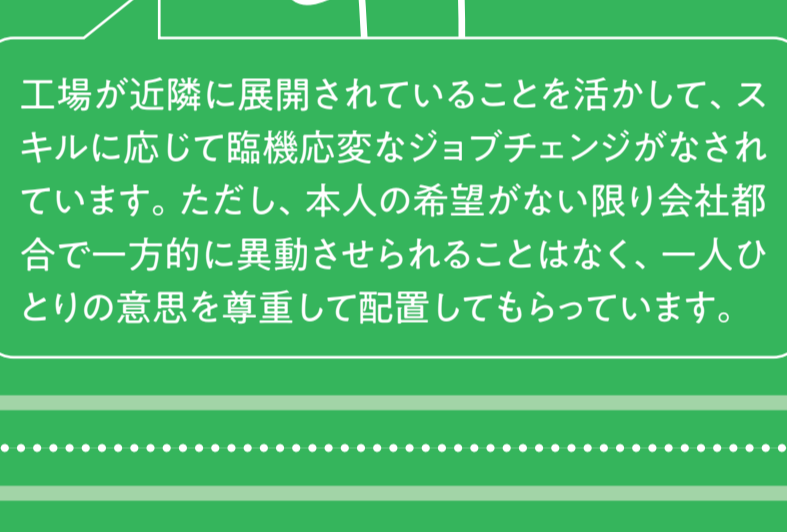 工場が近隣に展開されていることを活かして、ス
キルに応じて臨機応変なジョブチェンジがなされ
ています。ただし、本人の希望がない限り会社都
合で一方的に異動させられることはなく、一人ひ
とりの意思を尊重して配置してもらっています。